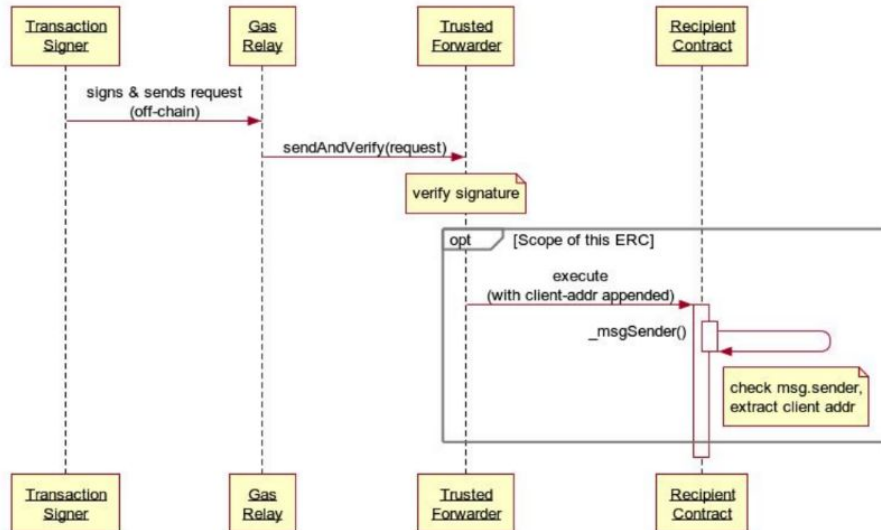 Transaction
Signer
Gas
Relay
Trusted
Forwarder
Recipient
Contract
signs & sends request
(off-chain)
sendAndVerify(request)
verify signature
opt
[Scope of this ERC]
execute
(with client-addr appended)
_msgSender()
check msg.sender,
extract client addr
Transaction
Signer
Gas
Relay
Trusted
Forwarder
Recipient
Contract